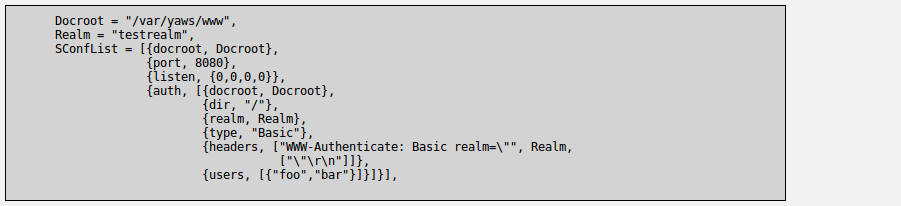 Docroot = "/var/yaws/www",
Realm = "testrealm",
SConfList = [{docroot, Docroot},
{port, 8080},
{listen, {0,0,0,0}},
{auth, [{docroot, Docroot},
{dir, "/"},
{realm, Realm},
{type, "Basic"},
{headers, ["WWW-Authenticate: Basic realm=\"", Realm,
["\"\r\n"]]},
{users, [{"foo","bar"}]}]}],